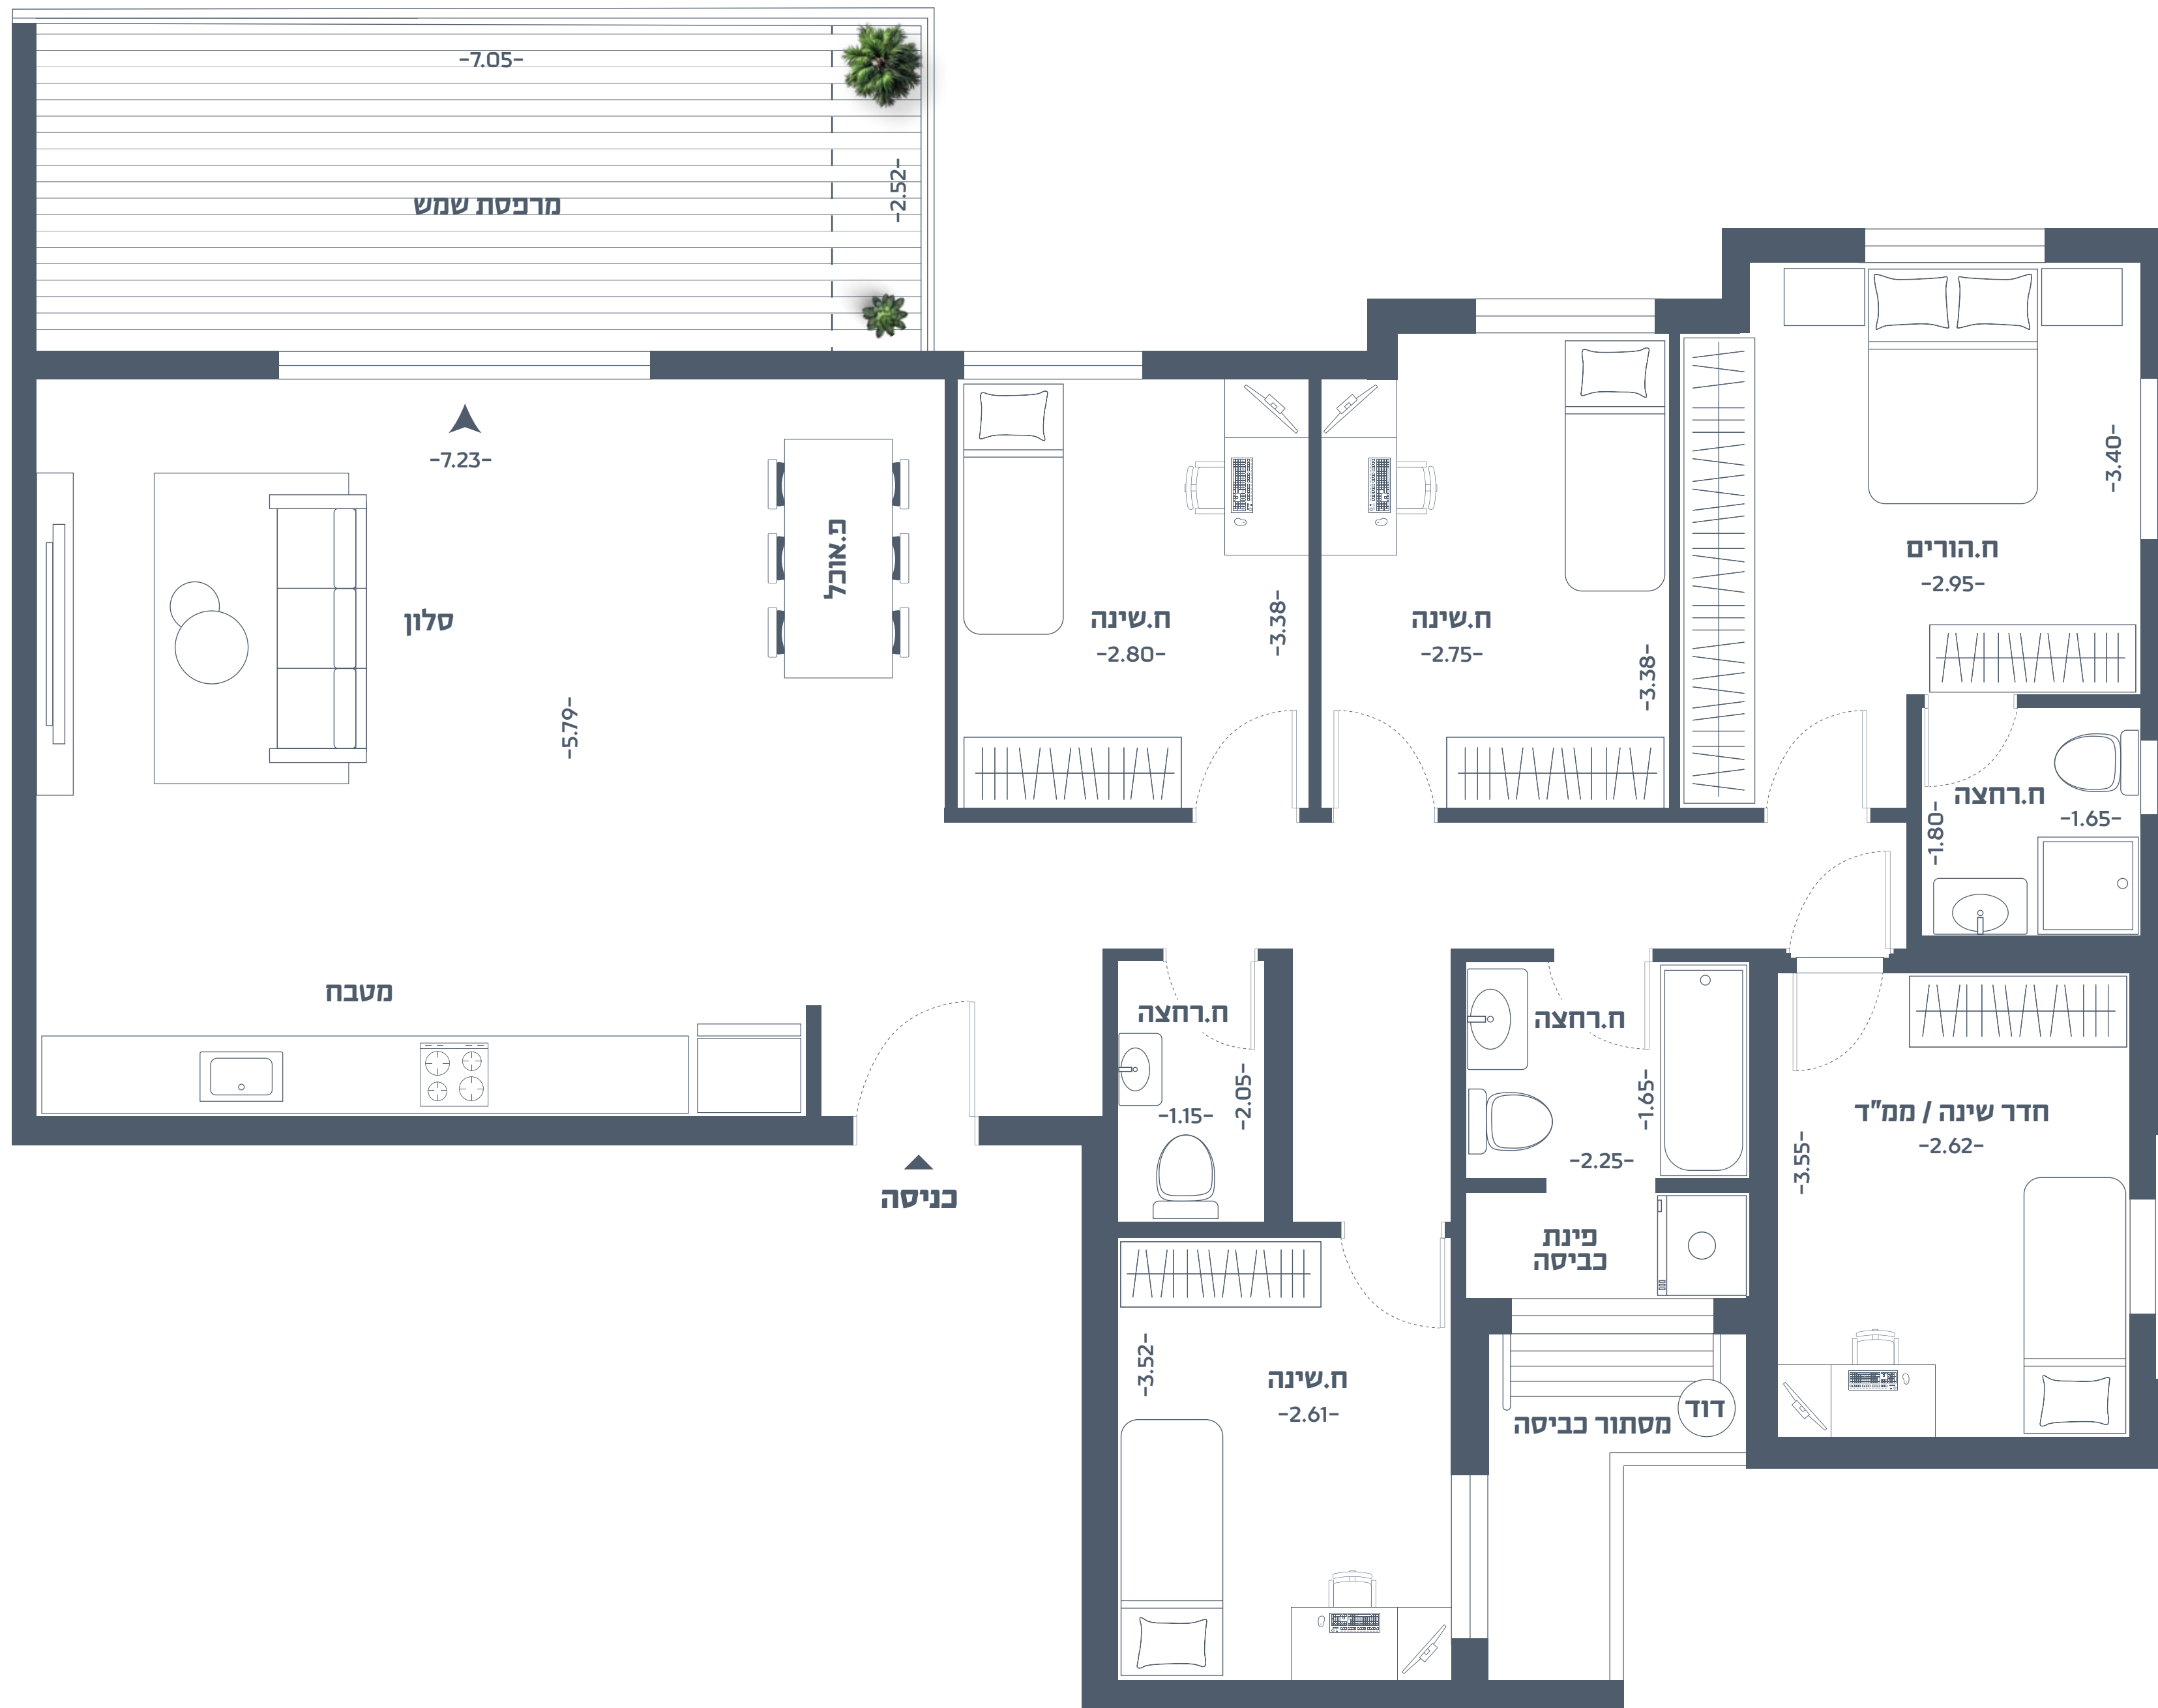 -7.05-
-2.52-
מרפסת שמש
-7.23-
סלון
-5.79-
פ.אוכל
ח.שינה
-2.80-
-3.38-
ח.שינה
-2.75-
-3.38-
ח.הורים
-2.95-
-3.40-
ח.רחצה
-1.65-
-1.80-
מטבח
כניסה
ח.רחצה
-1.15-
-2.05-
ח.רחצה
-1.65-
-2.25-
פינת
כביסה
חדר שינה / ממ"ד
-2.62-
-3.55-
ח.שינה
-2.61-
-3.52-
דוד
מסתור כביסה